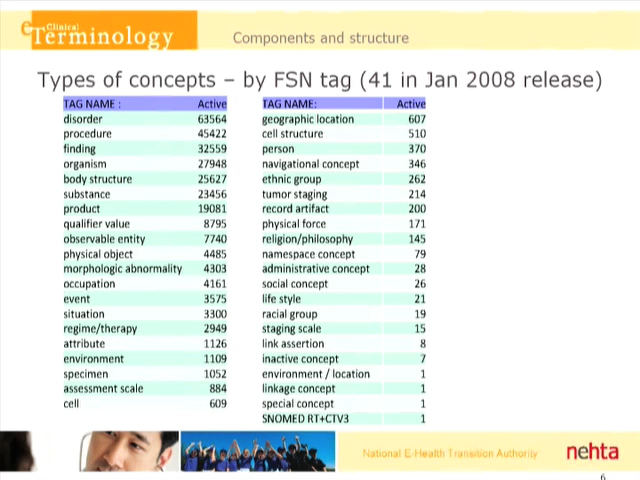 e Clinical
Terminology
Components and structure
Types of concepts – by FSN tag (41 in Jan 2008 release)
TAG NAME : Active
disorder 63564
procedure 45422
finding 32559
organism 27948
body structure 25627
substance 23456
product 19081
qualifier value 8795
observable entity 7740
physical object 4485
morphologic abnormality 4303
occupation 4161
event 3575
situation 3300
regime/therapy 2949
attribute 1126
environment 1109
specimen 1052
assessment scale 884
cell 609
TAG NAME: Active
geographic location 607
cell structure 510
person 370
navigational concept 346
ethnic group 262
tumor staging 214
record artifact 200
physical force 171
religion/philosophy 145
namespace concept 79
administrative concept 28
social concept 26
life style 21
racial group 19
staging scale 15
link assertion 8
inactive concept 7
environment / location 1
linkage concept 1
special concept 1
SNOMED RT+CTV3 1
National E-Health Transition Authority
nehta
6